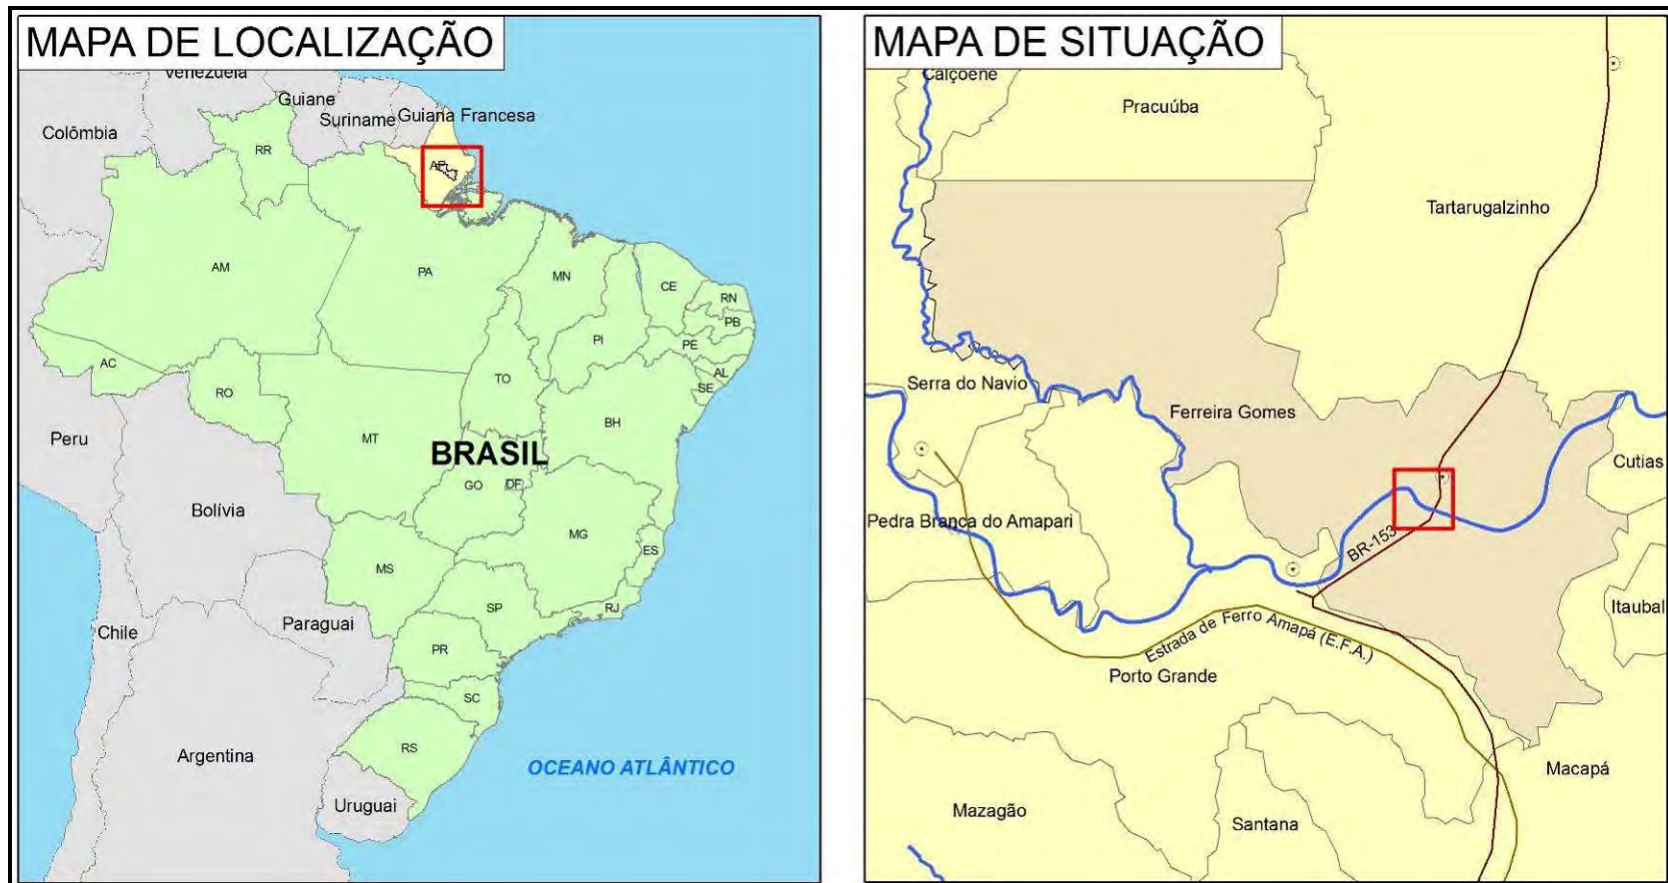 MAPA DE LOCALIZAÇÃO
Venezuela
Guiane
Suriname
Guiana Francesa
Colômbia
RR
AP
AM
PA
MN
CE
RN
PB
PI
PE
AC
AL
TO
SE
RO
BH
Peru
MT
BRASIL
GO
DF
Bolívia
MG
ES
MS
SP
RJ
Chile
Paraguai
PR
SC
RS
Argentina
OCEANO ATLÂNTICO
Uruguai
MAPA DE SITUAÇÃO
Calçoene
Pracuúba
Tartarugalzinho
Serra do Navio
Ferreira Gomes
Cutias
Pedra Branca do Amapari
BR-153
Itaubal
Estrada de Ferro Amapá (E.F.A.)
Porto Grande
Macapá
Mazagão
Santana